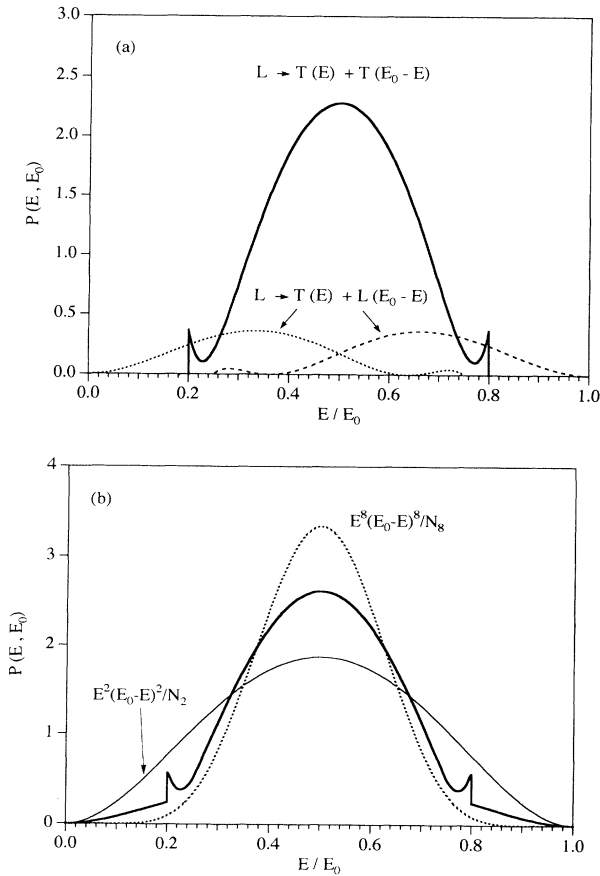 3.0
(a)
L → T (E) + T (E₀ - E)
2.5
2.0
P (E , E₀)
1.5
1.0
L → T (E) + L (E₀ - E)
0.5
0.0
0.0 0.2 0.4 0.6 0.8 1.0
E / E₀
4
(b)
E⁸(E₀-E)⁸/N₈
3
P (E , E₀)
2
E²(E₀-E)²/N₂
1
0
0.0 0.2 0.4 0.6 0.8 1.0
E / E₀